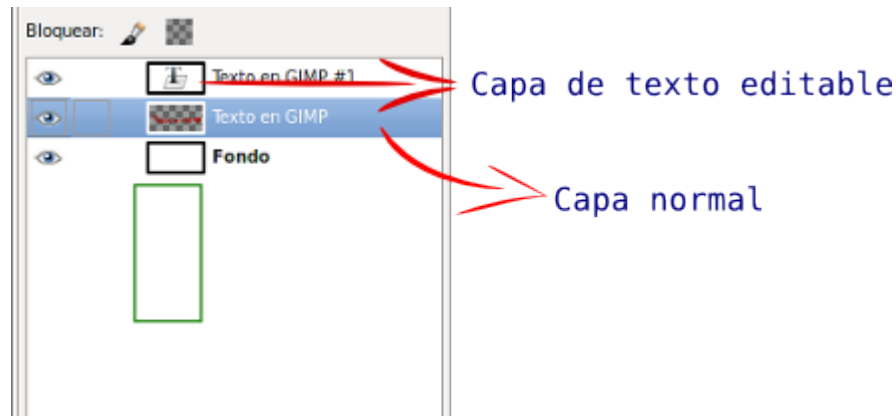 Bloquear:
Texto en GIMP #1
Capa de texto editable
Texto en GIMP
Fondo
Capa normal